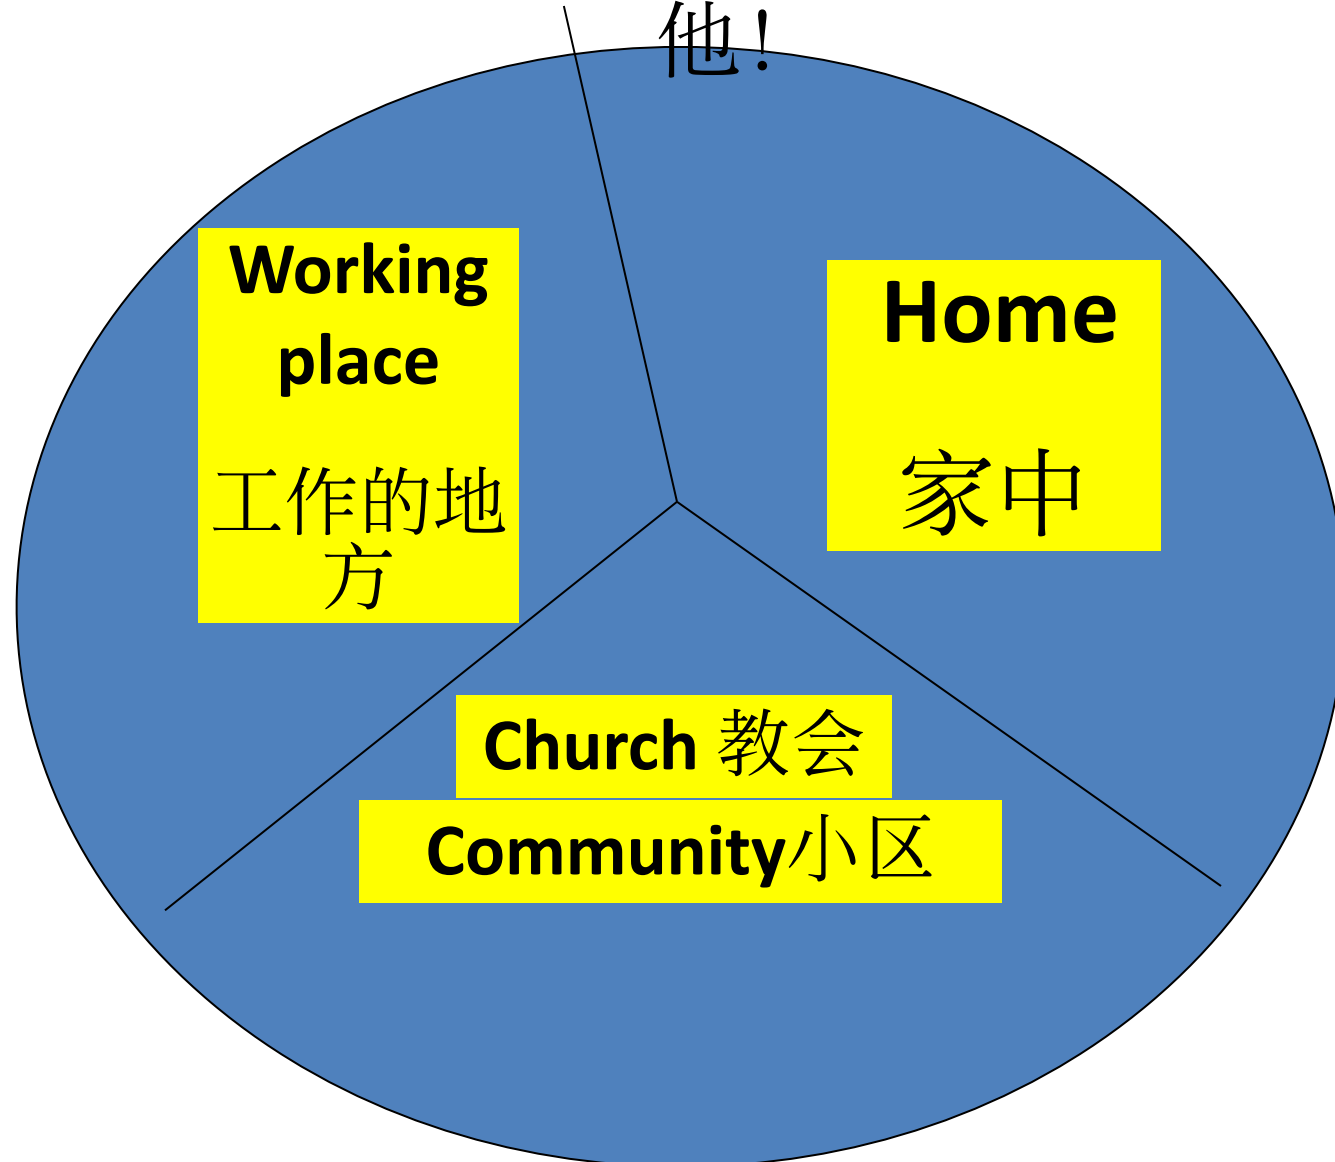 他！
Working
place
工作的地
方
Home
家中
Church 教会
Community小区